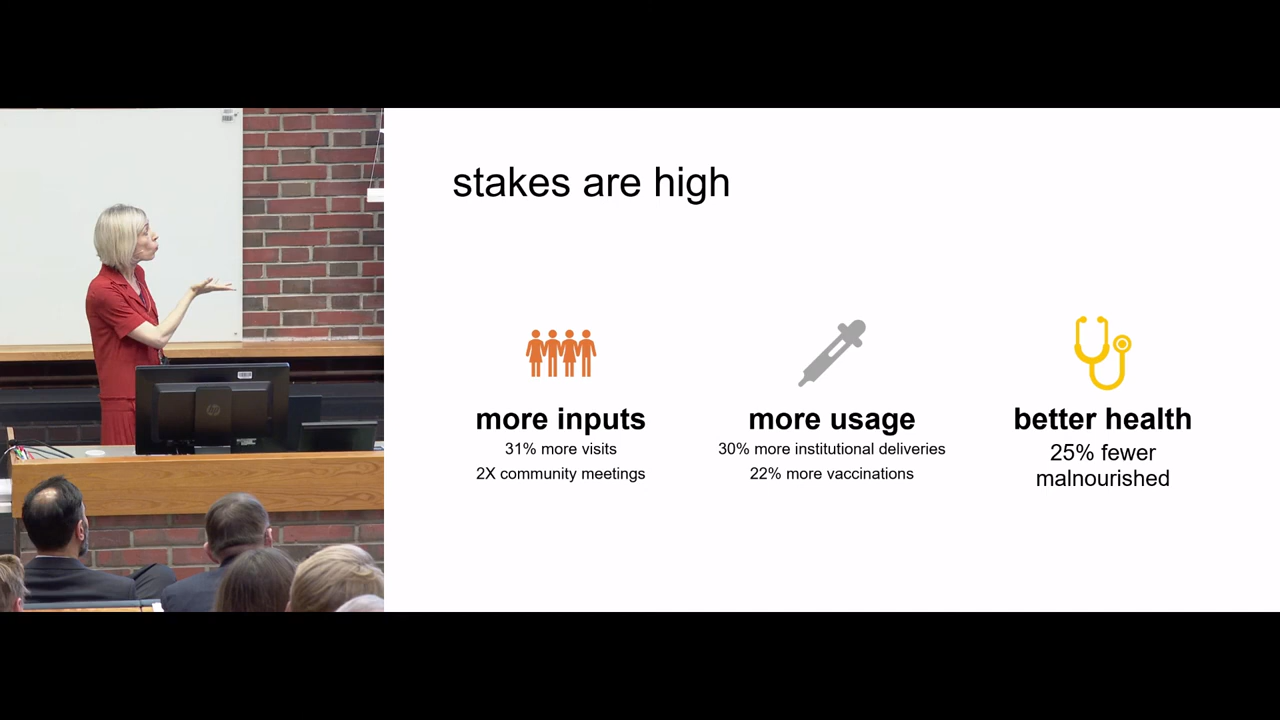 stakes are high
more inputs
31% more visits
2X community meetings
more usage
30% more institutional deliveries
22% more vaccinations
better health
25% fewer
malnourished
hp